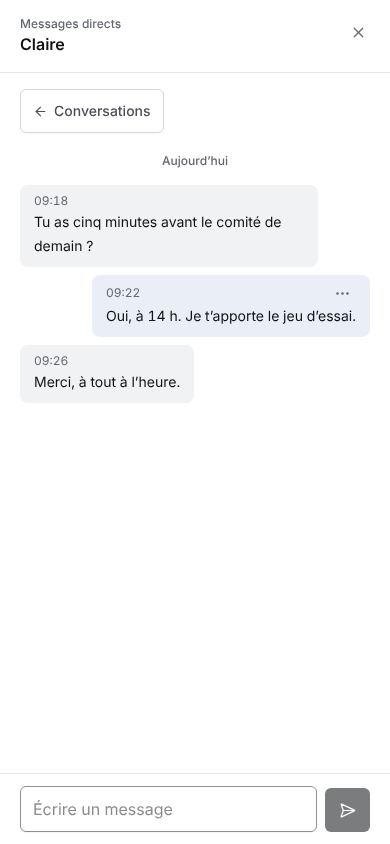 Messages directs
Claire
Conversations
Aujourd’hui
09:18
Tu as cinq minutes avant le comité de
demain ?
09:22
Oui, à 14 h. Je t’apporte le jeu d’essai.
09:26
Merci, à tout à l’heure.
Écrire un message